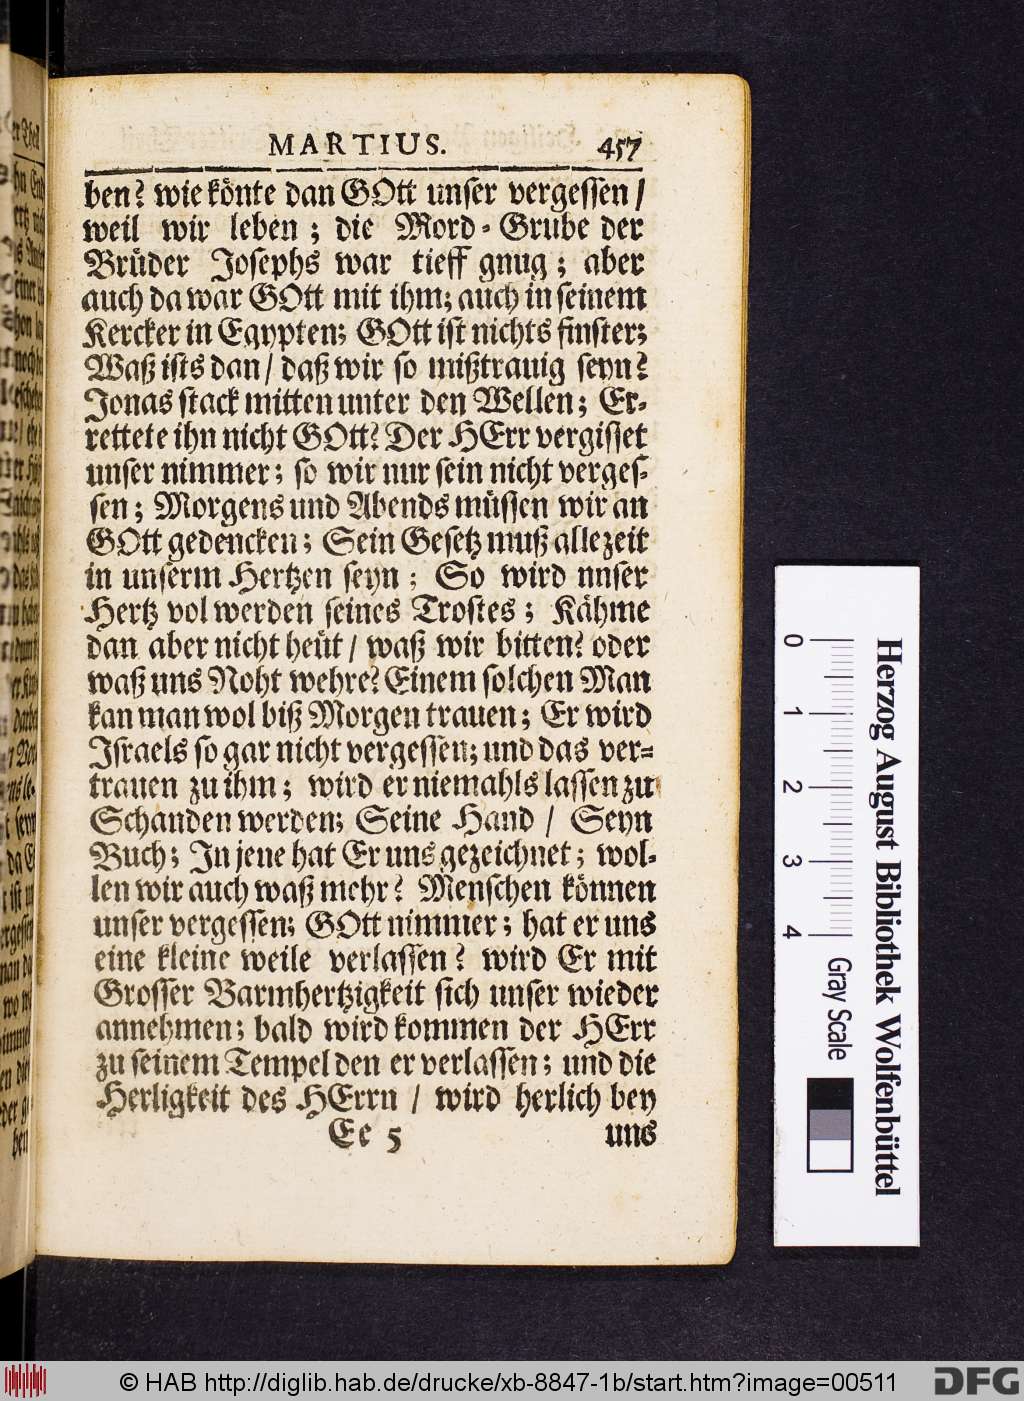 MARTIUS. 457
ben? wie könte dan GOtt unser vergessen /
weil wir leben ; die Mord-Grube der
Brüder Josephs war tieff gnug ; aber
auch da war GOtt mit ihm; auch in seinem
Kercker in Egypten; GOtt ist nichts finster;
Waß ists dan / daß wir so mißtrauig seyn?
Jonas stack mitten unter den Wellen; Er-
rettete ihn nicht GOtt? Der HErr vergisset
unser nimmer; so wir nur sein nicht verges-
sen ; Morgens und Abends müssen wir an
GOtt gedencken; Sein Gesetz muß allezeit
in unserm Hertzen seyn ; So wird nnser
Hertz vol werden seines Trostes ; Kähme
dan aber nicht heüt / waß wir bitten? oder
waß uns Noht wehre? Einem solchen Man
kan man wol biß Morgen trauen; Er wird
Israels so gar nicht vergessen; und das ver-
trauen zu ihm ; wird er niemahls lassen zu
Schanden werden; Seine Hand / Seyn
Buch; In jene hat Er uns gezeichnet ; wol-
len wir auch waß mehr? Menschen können
unser vergessen; GOtt nimmer; hat er uns
eine kleine weile verlassen? wird Er mit
Grosser Barmhertzigkeit sich unser wieder
annehmen; bald wird kommen der HErr
zu seinem Tempel den er verlassen; und die
Herligkeit des HErrn / wird herlich bey
Ee 5 uns
0 1 2 3 4 Gray Scale
Herzog August Bibliothek Wolfenbüttel
© HAB http://diglib.hab.de/drucke/xb-8847-1b/start.htm?image=00511
DFG